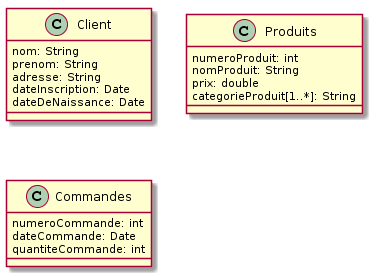 C Client
nom: String
prenom: String
adresse: String
dateInscription: Date
dateDeNaissance: Date
C Produits
numeroProduit: int
nomProduit: String
prix: double
categorieProduit[1..*]: String
C Commandes
numeroCommande: int
dateCommande: Date
quantiteCommande: int